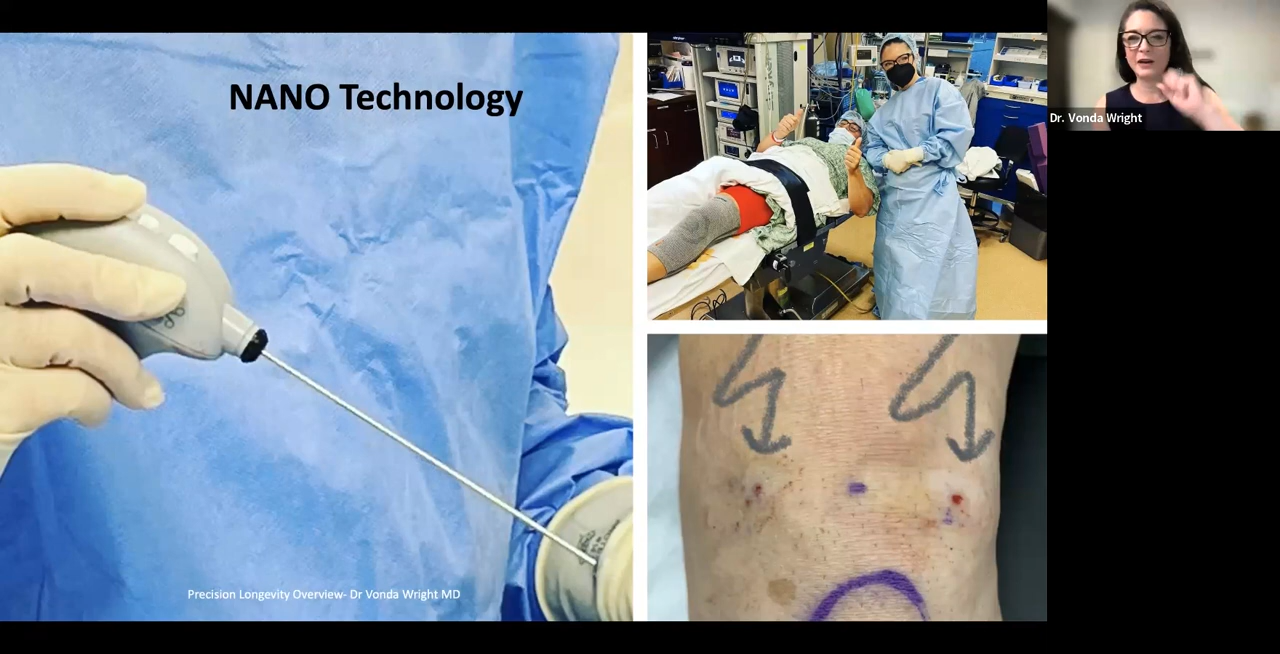 NANO Technology
Precision Longevity Overview- Dr Vonda Wright MD
Dr. Vonda Wright